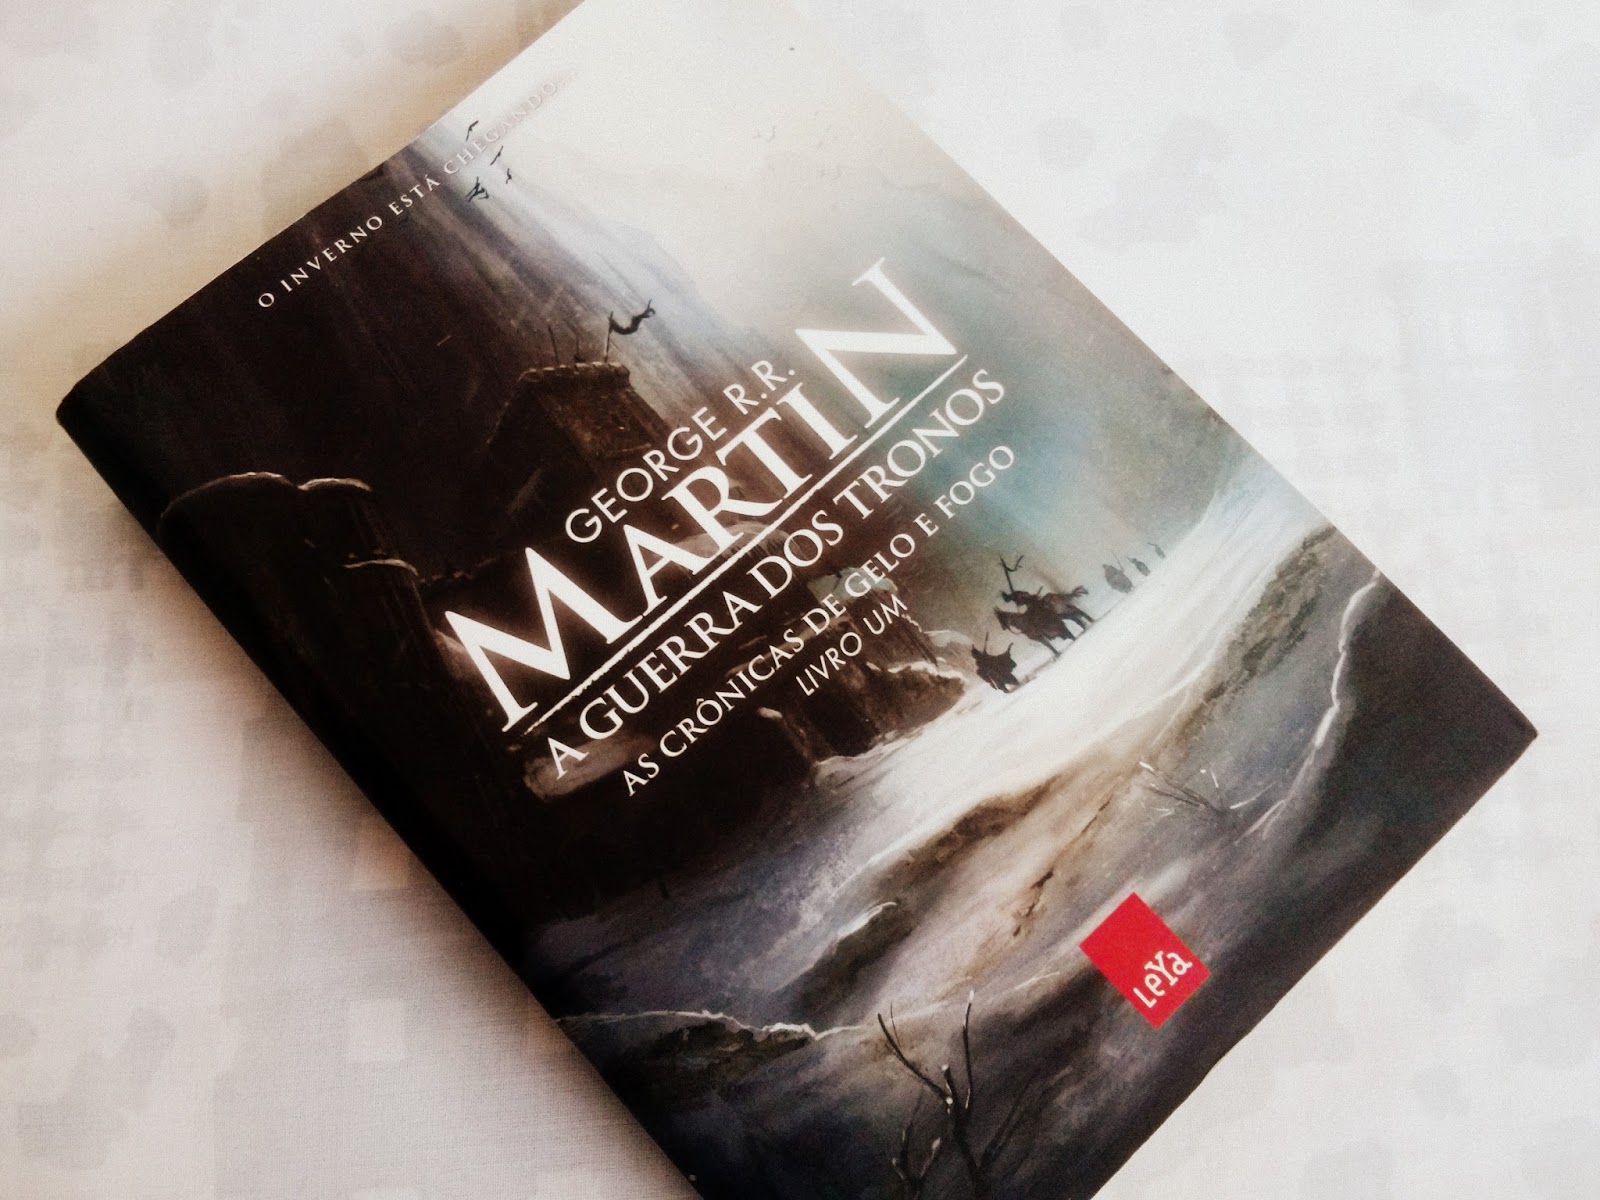 O INVERNO ESTÁ CHEGANDO...
GEORGE R.R.
MARTIN
A GUERRA DOS TRONOS
AS CRÔNICAS DE GELO E FOGO
LIVRO UM
LeYa